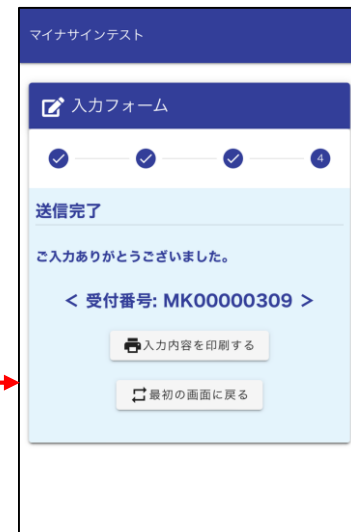 マイナサインテスト
入力フォーム
4
送信完了
ご入力ありがとうございました。
< 受付番号: MK00000309 >
入力内容を印刷する
最初の画面に戻る